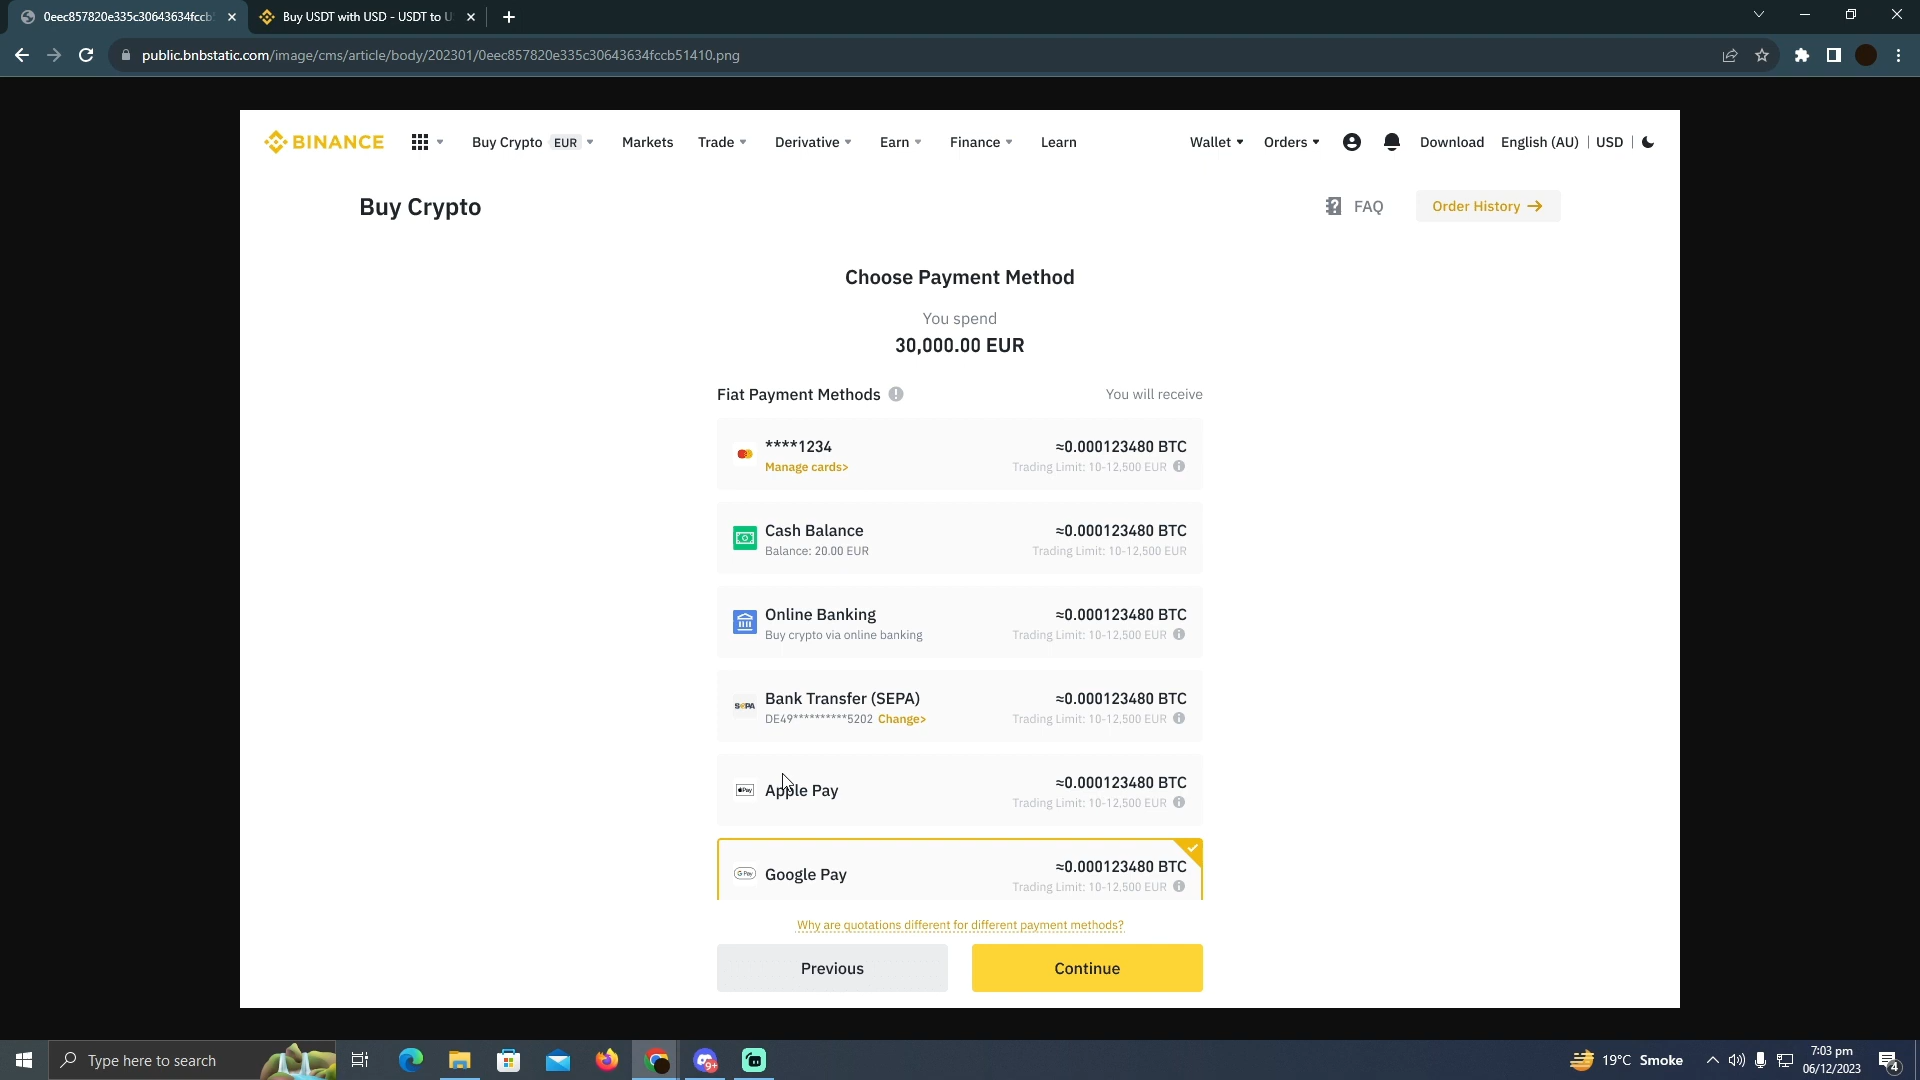 0eec857820e335c30643634fccb5
Buy USDT with USD - USDT to U
public.bnbstatic.com/image/cms/article/body/202301/0eec857820e335c30643634fccb51410.png
BINANCE
Buy Crypto EUR
Markets
Trade
Derivative
Earn
Finance
Learn
Wallet
Orders
Download
English (AU)
USD
Buy Crypto
FAQ
Order History
Choose Payment Method
You spend
30,000.00 EUR
Fiat Payment Methods
You will receive
****1234
≈0.000123480 BTC
Manage cards>
Trading Limit: 10-12,500 EUR
Cash Balance
≈0.000123480 BTC
Balance: 20.00 EUR
Trading Limit: 10-12,500 EUR
Online Banking
≈0.000123480 BTC
Buy crypto via online banking
Trading Limit: 10-12,500 EUR
SEPA
Bank Transfer (SEPA)
≈0.000123480 BTC
DE49**********5202 Change>
Trading Limit: 10-12,500 EUR
Pay
Apple Pay
≈0.000123480 BTC
Trading Limit: 10-12,500 EUR
G Pay
Google Pay
≈0.000123480 BTC
Trading Limit: 10-12,500 EUR
Why are quotations different for different payment methods?
Previous
Continue
Type here to search
9+
19°C Smoke
7:03 pm
06/12/2023
4